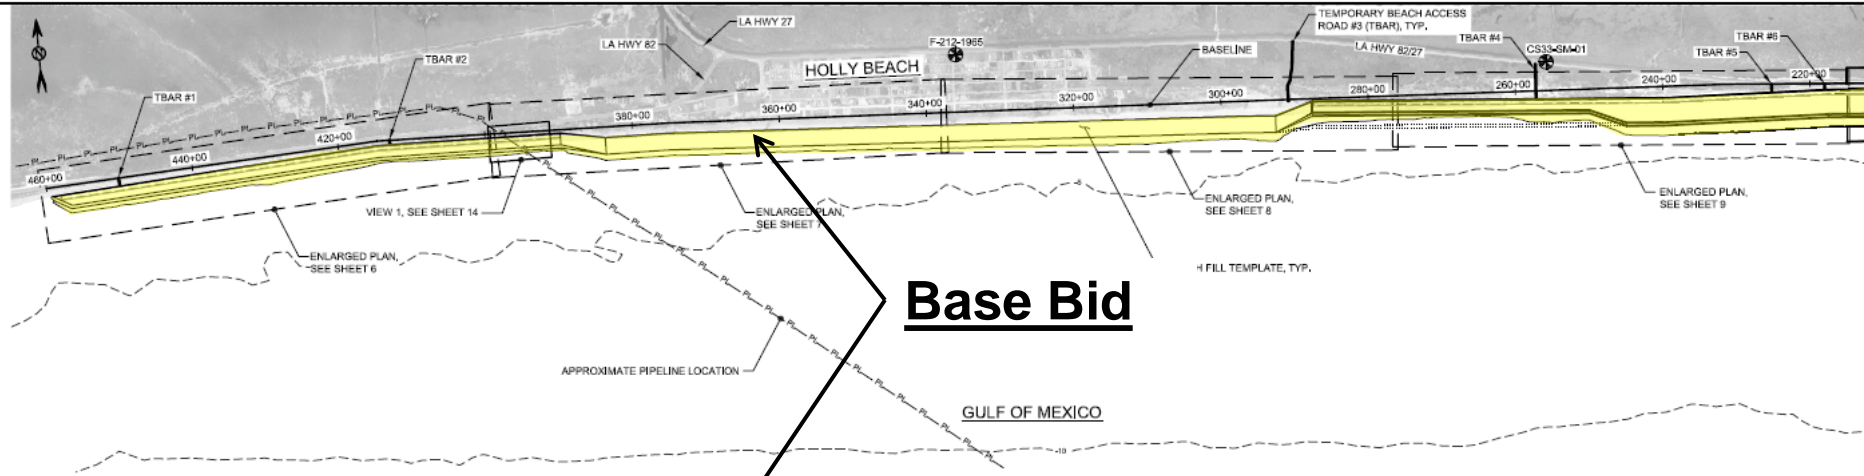 LA HWY 27
TEMPORARY BEACH ACCESS
ROAD #3 (TBAR), TYP.
LA HWY 82
F-212-1965
BASELINE
LA HWY 82/27
TBAR #4
CS33-SM-01
TBAR #6
TBAR #5
TBAR #2
HOLLY BEACH
TBAR #1
460+00
440+00
420+00
380+00
360+00
340+00
320+00
300+00
280+00
260+00
240+00
220+00
VIEW 1, SEE SHEET 14
ENLARGED PLAN,
SEE SHEET 7
ENLARGED PLAN,
SEE SHEET 8
ENLARGED PLAN,
SEE SHEET 9
ENLARGED PLAN,
SEE SHEET 6
H FILL TEMPLATE, TYP.
Base Bid
APPROXIMATE PIPELINE LOCATION
GULF OF MEXICO
-10